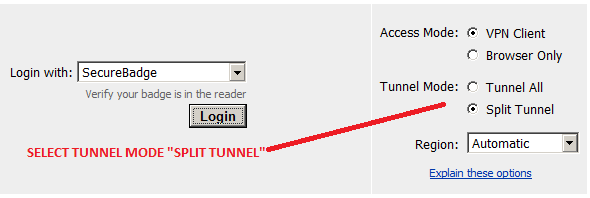 Access Mode: VPN Client
Browser Only
Login with: SecureBadge
Verify your badge is in the reader
Login
Tunnel Mode: Tunnel All
Split Tunnel
SELECT TUNNEL MODE "SPLIT TUNNEL"
Region: Automatic
Explain these options